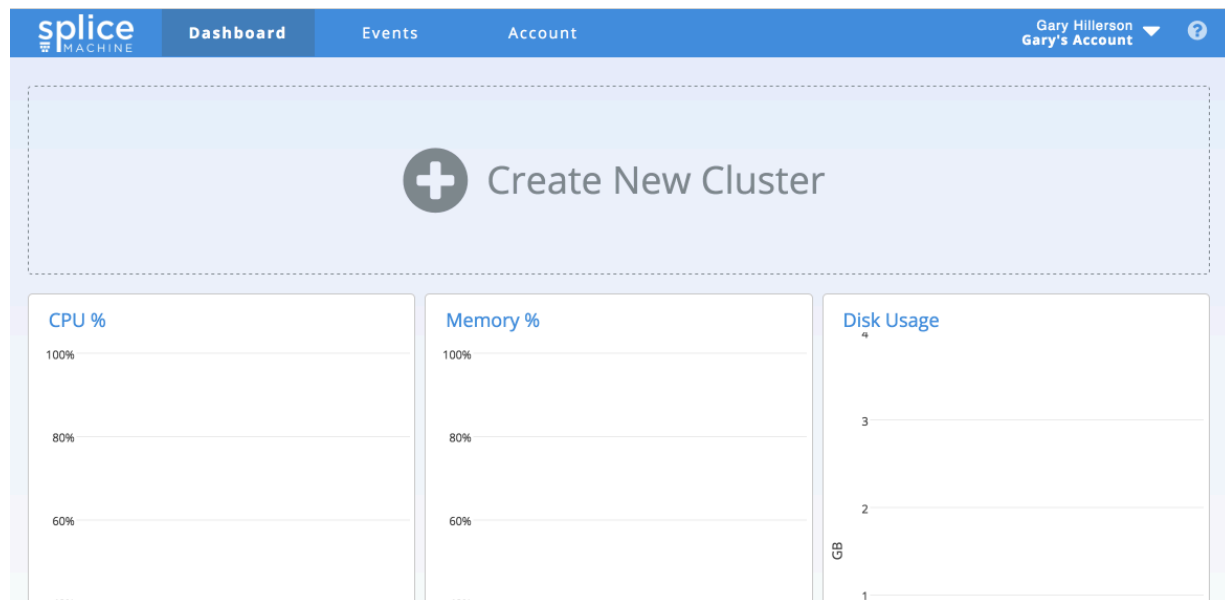 splice
MACHINE
Dashboard
Events
Account
Gary Hillerson
Gary's Account
?
Create New Cluster
CPU %
100%
80%
60%
Memory %
100%
80%
60%
Disk Usage
4
3
2
GB
1